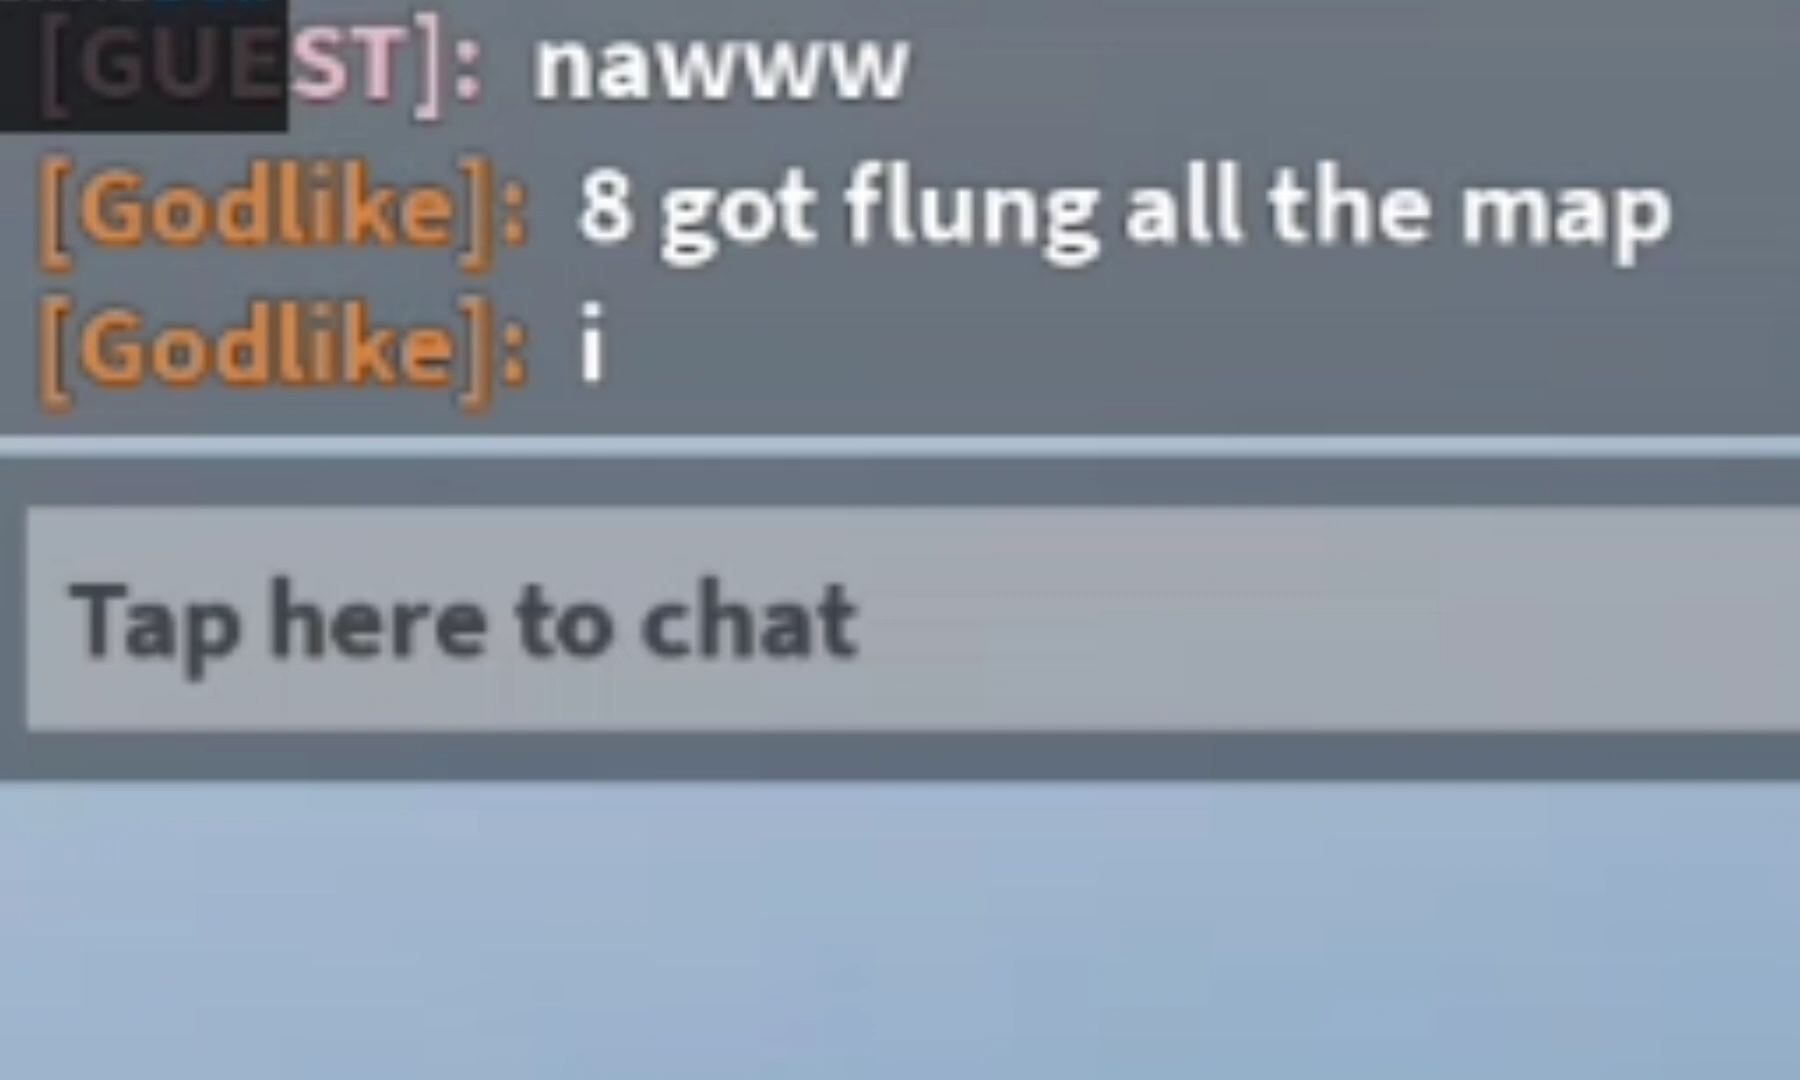 [GUEST]: nawww
[Godlike]: 8 got flung all the map
[Godlike]: i
Tap here to chat